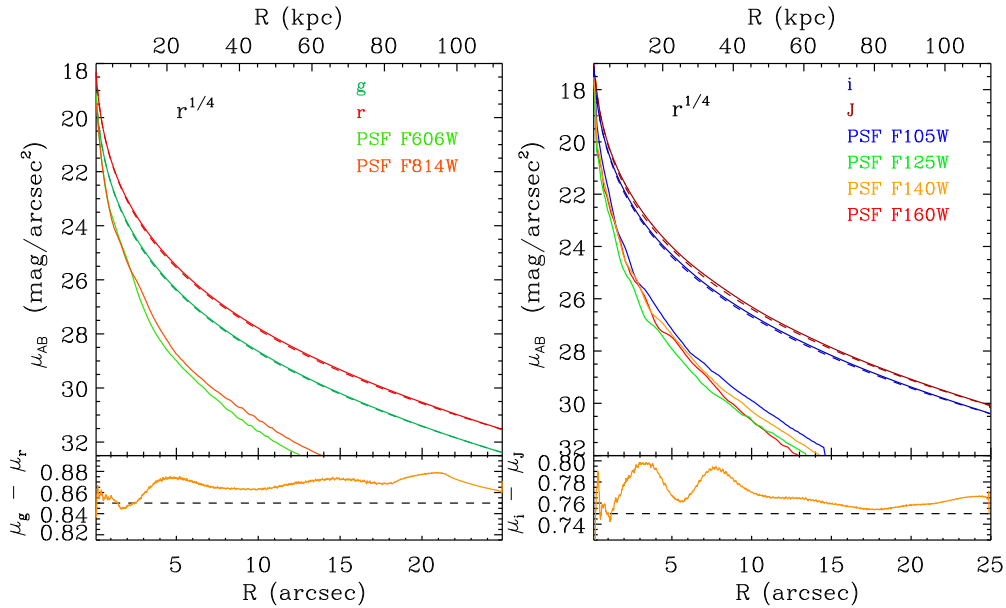 R (kpc)
20 40 60 80 100
18
20
22
24
26
28
30
32
μAB (mag/arcsec2)
r1/4
g
r
PSF F606W
PSF F814W
0.88
0.86
0.84
0.82
μg − μr
5 10 15 20
R (arcsec)
R (kpc)
20 40 60 80 100
18
20
22
24
26
28
30
32
μAB (mag/arcsec2)
r1/4
i
J
PSF F105W
PSF F125W
PSF F140W
PSF F160W
0.80
0.78
0.76
0.74
μi − μJ
5 10 15 20 25
R (arcsec)